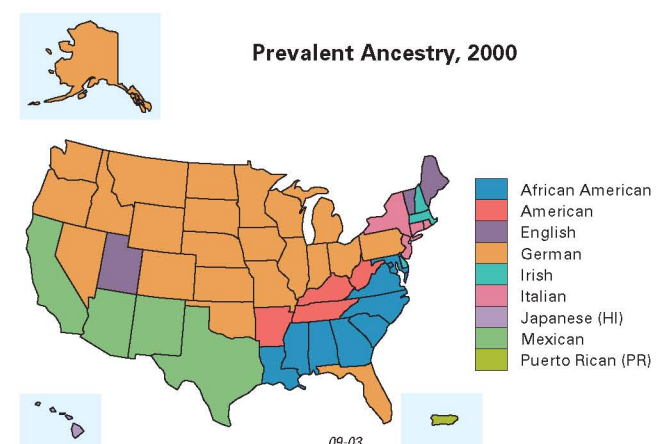 Prevalent Ancestry, 2000
African American
American
English
German
Irish
Italian
Japanese (HI)
Mexican
Puerto Rican (PR)
09-03